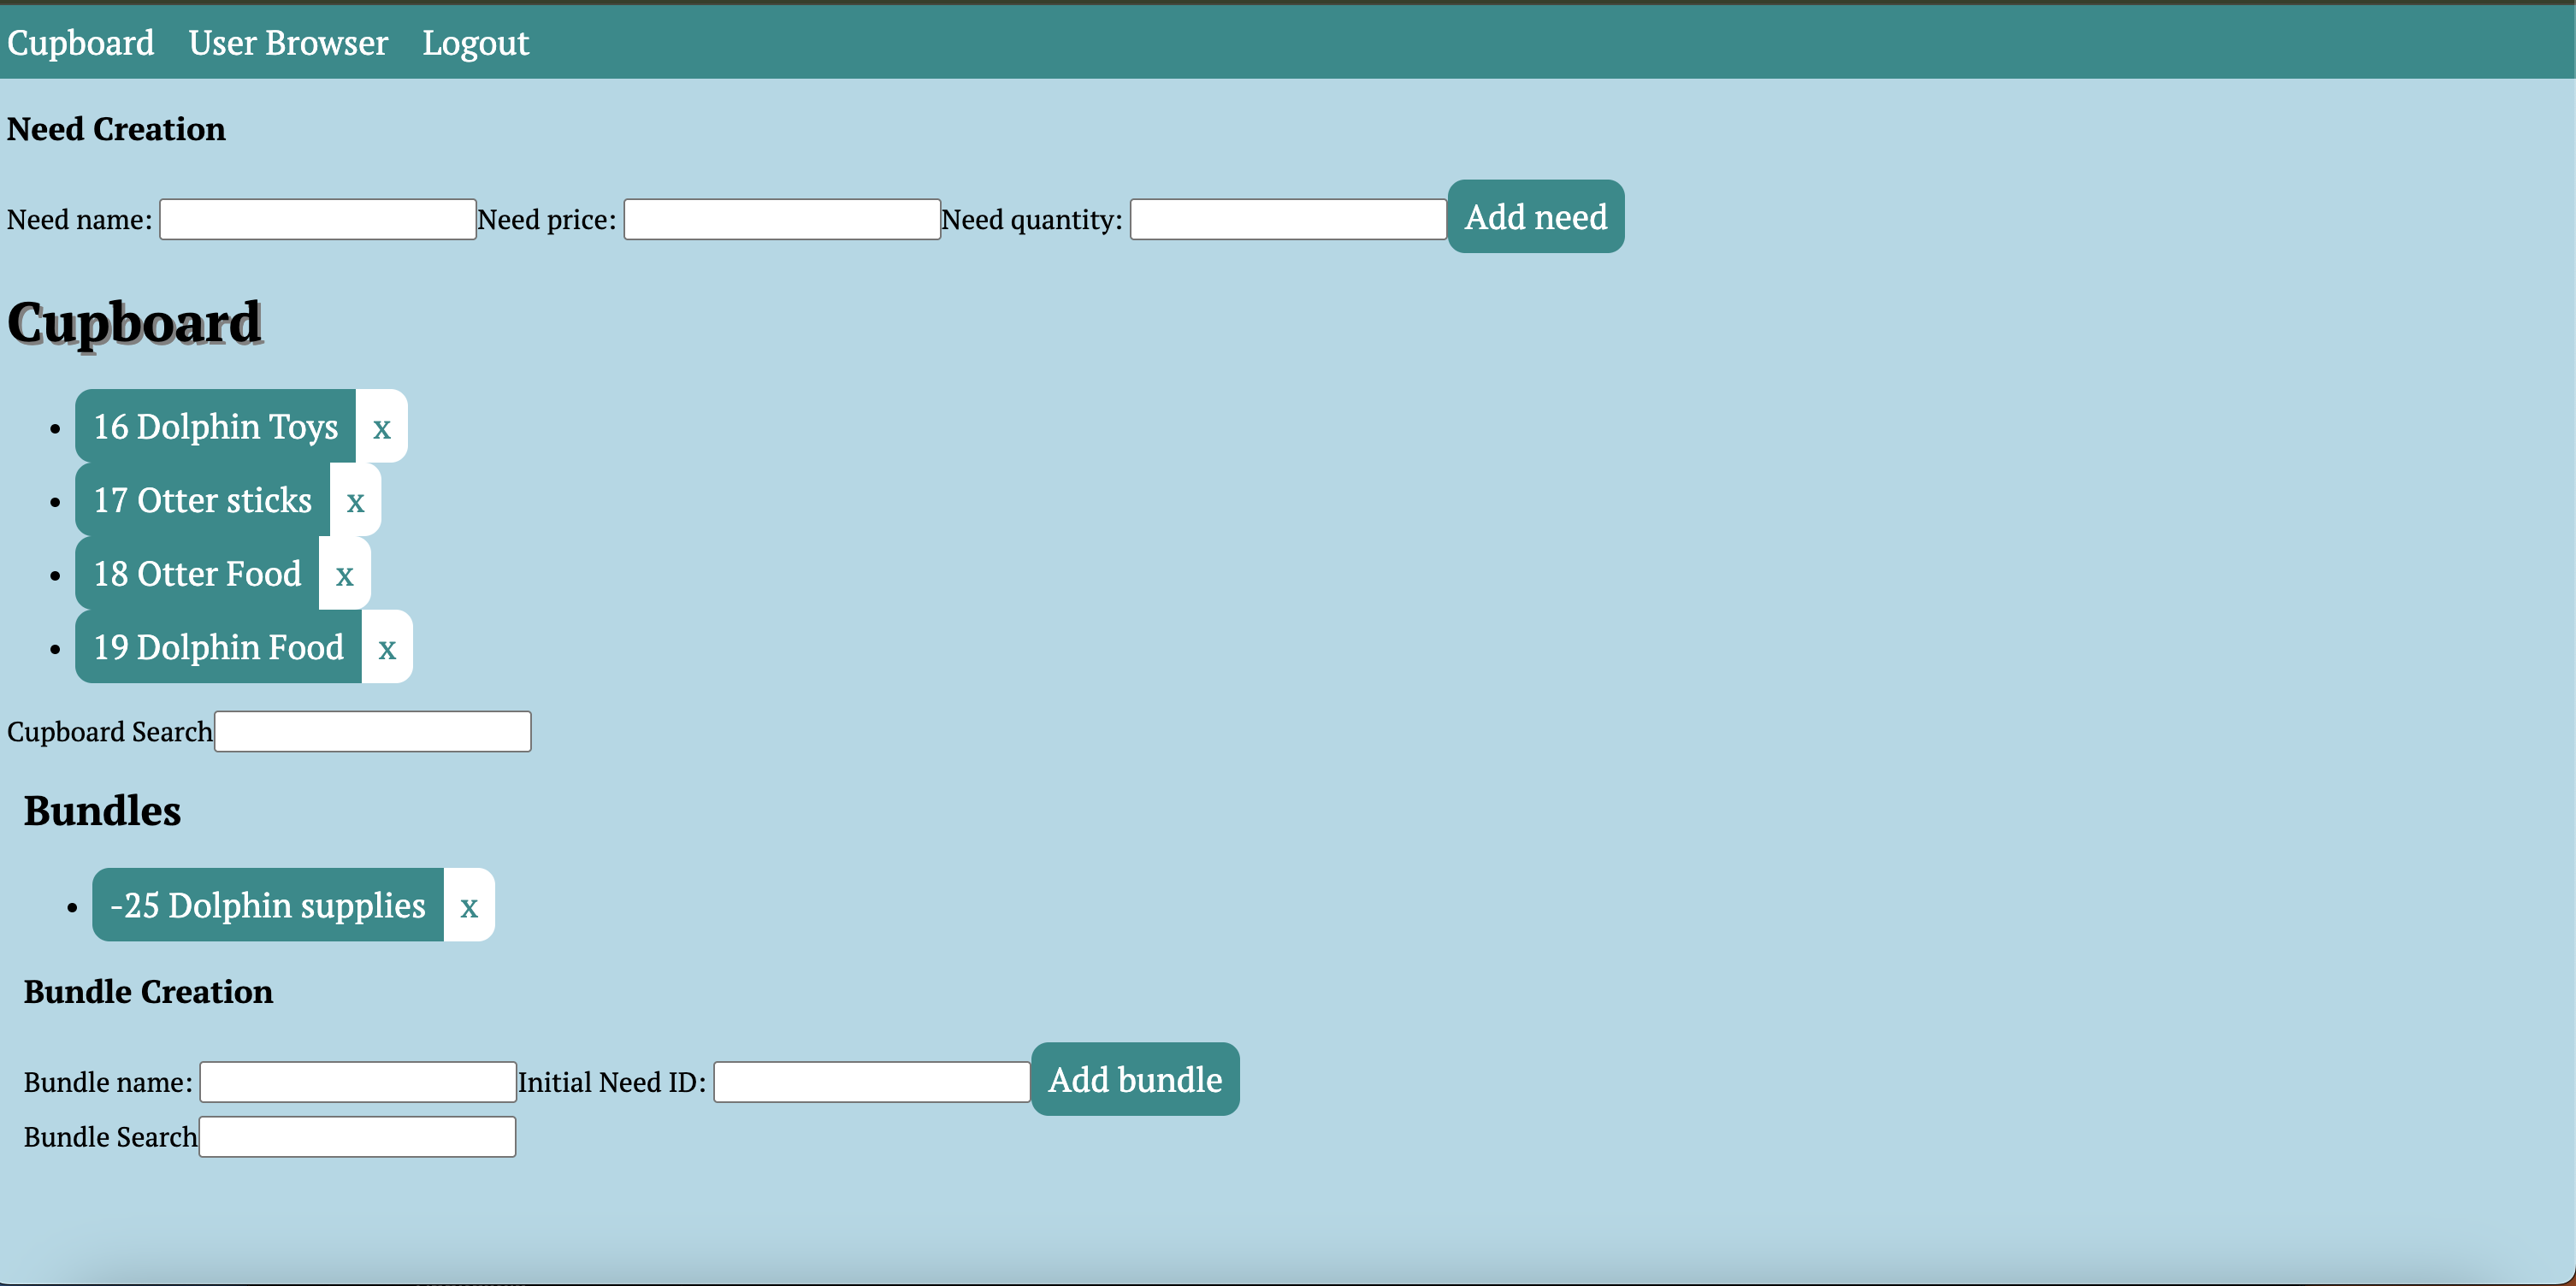 Cupboard User Browser Logout
Need Creation
Need name: Need price: Need quantity: Add need
Cupboard
16 Dolphin Toys x
17 Otter sticks x
18 Otter Food x
19 Dolphin Food x
Cupboard Search
Bundles
-25 Dolphin supplies x
Bundle Creation
Bundle name: Initial Need ID: Add bundle
Bundle Search